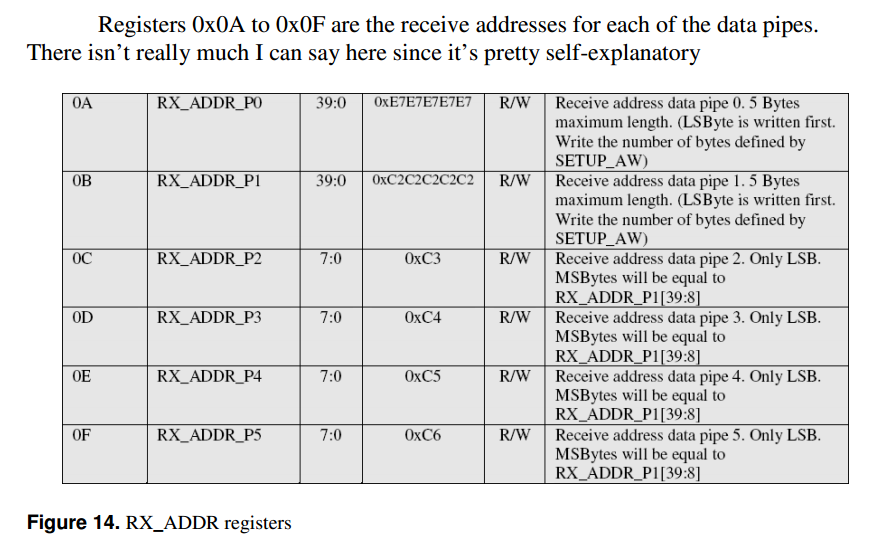 Registers 0x0A to 0x0F are the receive addresses for each of the data pipes.
There isn't really much I can say here since it's pretty self-explanatory
0A RX_ADDR_P0 39:0 0xE7E7E7E7E7 R/W Receive address data pipe 0. 5 Bytes
maximum length. (LSByte is written first.
Write the number of bytes defined by
SETUP_AW)
0B RX_ADDR_P1 39:0 0xC2C2C2C2C2 R/W Receive address data pipe 1. 5 Bytes
maximum length. (LSByte is written first.
Write the number of bytes defined by
SETUP_AW)
0C RX_ADDR_P2 7:0 0xC3 R/W Receive address data pipe 2. Only LSB.
MSBytes will be equal to
RX_ADDR_P1[39:8]
0D RX_ADDR_P3 7:0 0xC4 R/W Receive address data pipe 3. Only LSB.
MSBytes will be equal to
RX_ADDR_P1[39:8]
0E RX_ADDR_P4 7:0 0xC5 R/W Receive address data pipe 4. Only LSB.
MSBytes will be equal to
RX_ADDR_P1[39:8]
0F RX_ADDR_P5 7:0 0xC6 R/W Receive address data pipe 5. Only LSB.
MSBytes will be equal to
RX_ADDR_P1[39:8]
Figure 14. RX_ADDR registers